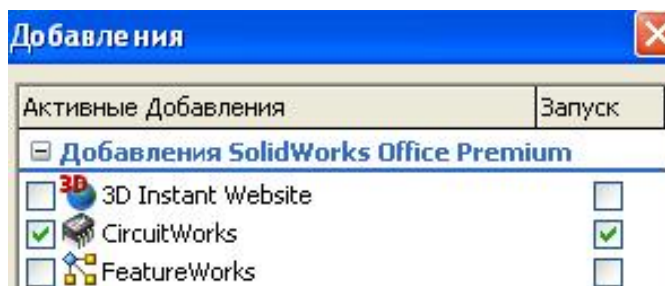 Добавления
Активные Добавления Запуск
Добавления SolidWorks Office Premium
3D Instant Website
CircuitWorks
FeatureWorks